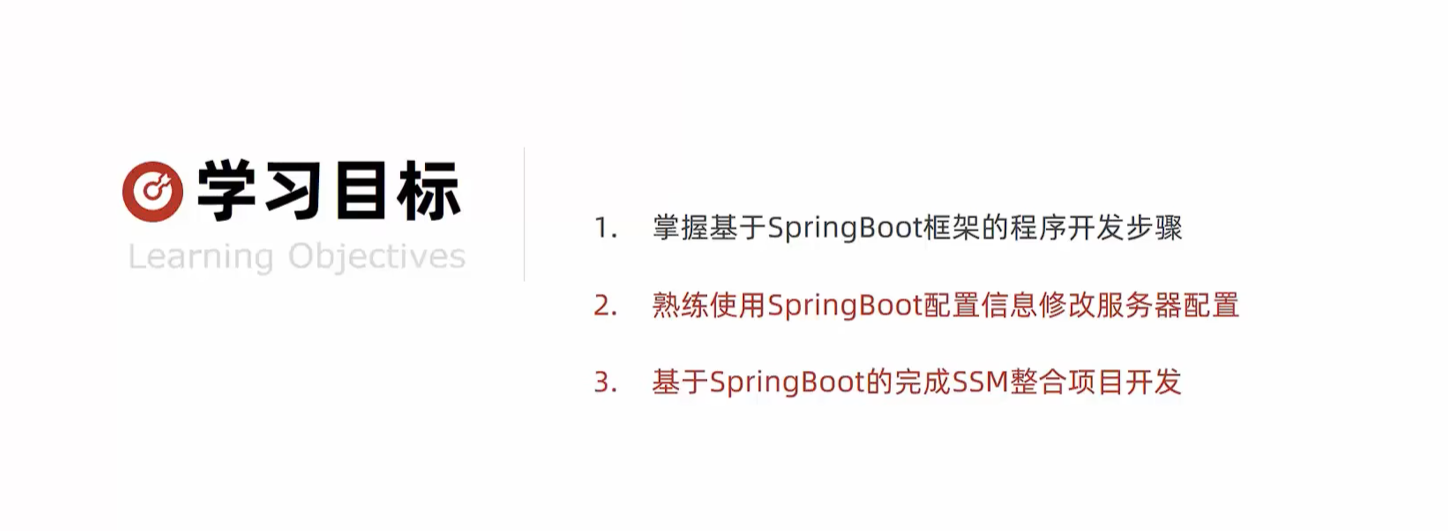 学习目标
Learning Objectives
1. 掌握基于SpringBoot框架的程序开发步骤
2. 熟练使用SpringBoot配置信息修改服务器配置
3. 基于SpringBoot的完成SSM整合项目开发